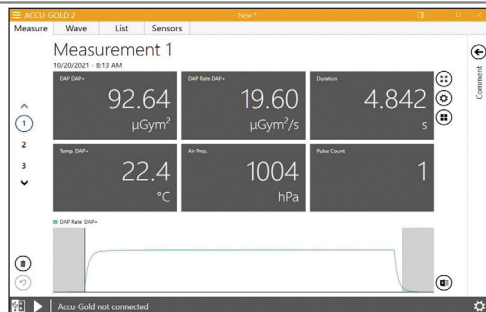 ACCU-GOLD 2
New *
Measure Wave List Sensors
Measurement 1
10/20/2021 - 8:13 AM
DAP DAP+
92.64
µGym²
DAP Rate DAP+
19.60
µGym²/s
Duration
4.842
s
Temp. DAP+
22.4
°C
Air Pres.
1004
hPa
Pulse Count
1
1
2
3
Comment
DAP Rate DAP+
Accu-Gold not connected